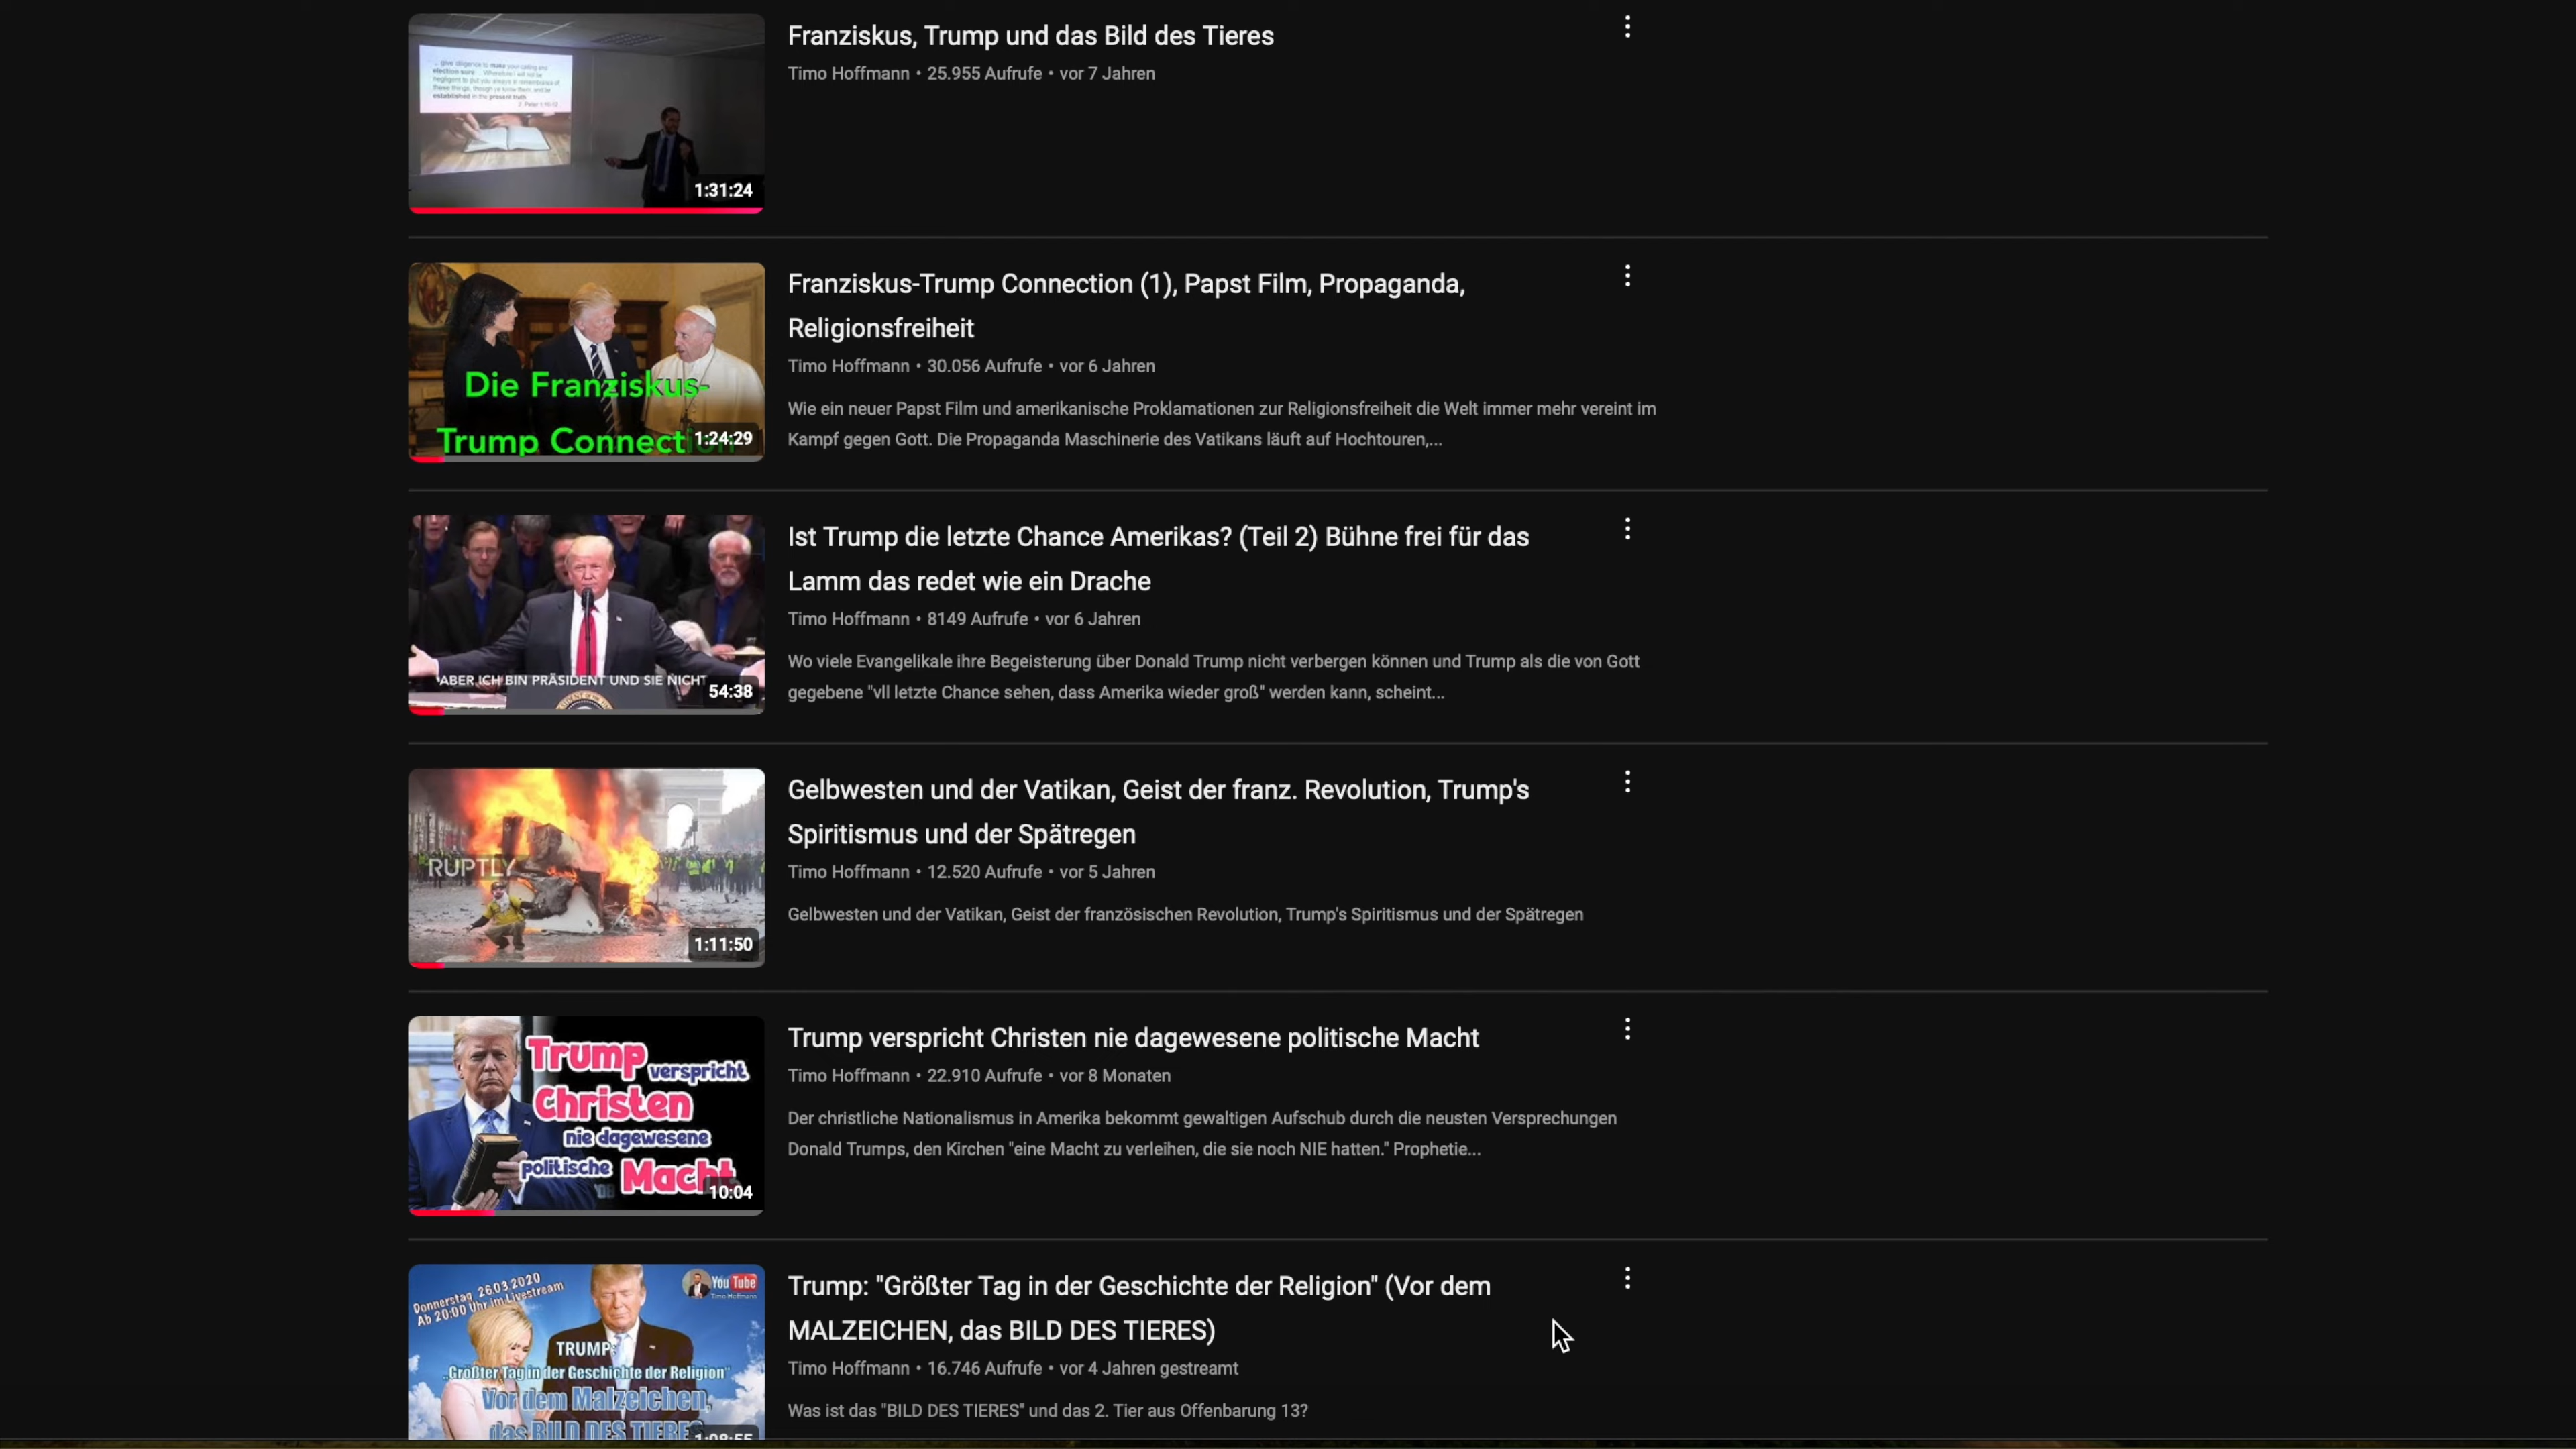 Franziskus, Trump und das Bild des Tieres
Timo Hoffmann • 25.955 Aufrufe • vor 7 Jahren
1:31:24
Franziskus-Trump Connection (1), Papst Film, Propaganda,
Religionsfreiheit
Timo Hoffmann • 30.056 Aufrufe • vor 6 Jahren
Wie ein neuer Papst Film und amerikanische Proklamationen zur Religionsfreiheit die Welt immer mehr vereint im
Kampf gegen Gott. Die Propaganda Maschinerie des Vatikans läuft auf Hochtouren,...
Die Franziskus-
Trump Connection
1:24:29
Ist Trump die letzte Chance Amerikas? (Teil 2) Bühne frei für das
Lamm das redet wie ein Drache
Timo Hoffmann • 8149 Aufrufe • vor 6 Jahren
Wo viele Evangelikale ihre Begeisterung über Donald Trump nicht verbergen können und Trump als die von Gott
gegebene "vll letzte Chance sehen, dass Amerika wieder groß" werden kann, scheint...
ABER ICH BIN PRÄSIDENT UND SIE NICHT
54:38
Gelbwesten und der Vatikan, Geist der franz. Revolution, Trump's
Spiritismus und der Spätregen
Timo Hoffmann • 12.520 Aufrufe • vor 5 Jahren
Gelbwesten und der Vatikan, Geist der französischen Revolution, Trump's Spiritismus und der Spätregen
RUPTLY
1:11:50
Trump verspricht Christen nie dagewesene politische Macht
Timo Hoffmann • 22.910 Aufrufe • vor 8 Monaten
Der christliche Nationalismus in Amerika bekommt gewaltigen Aufschub durch die neusten Versprechungen
Donald Trumps, den Kirchen "eine Macht zu verleihen, die sie noch NIE hatten." Prophetie...
Trump verspricht
Christen
nie dagewesene
politische Macht
10:04
Trump: "Größter Tag in der Geschichte der Religion" (Vor dem
MALZEICHEN, das BILD DES TIERES)
Timo Hoffmann • 16.746 Aufrufe • vor 4 Jahren gestreamt
Was ist das "BILD DES TIERES" und das 2. Tier aus Offenbarung 13?
Donnerstag 26.03.2020
Ab 20:00 Uhr im Livestream
You Tube
Timo Hoffmann
TRUMP:
„Größter Tag in der Geschichte der Religion"
Vor dem Malzeichen,
das BILD DES TIERES
1:08:55